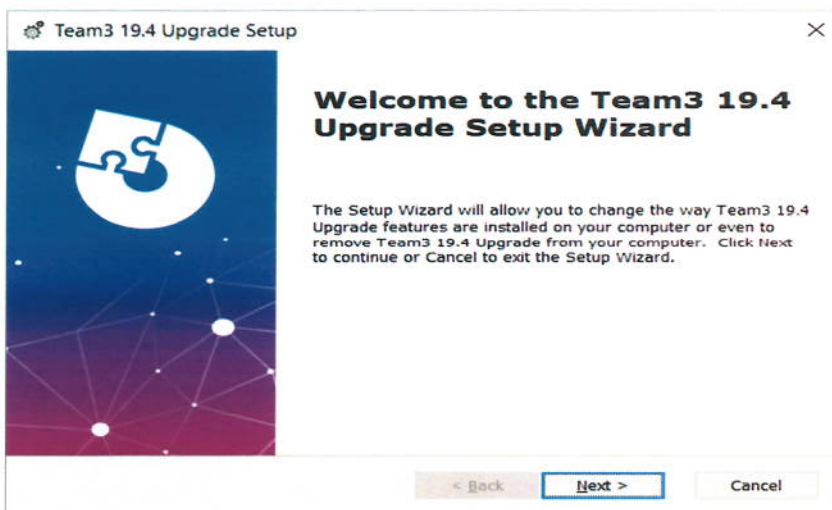 Team3 19.4 Upgrade Setup
Welcome to the Team3 19.4
Upgrade Setup Wizard
The Setup Wizard will allow you to change the way Team3 19.4
Upgrade features are installed on your computer or even to
remove Team3 19.4 Upgrade from your computer. Click Next
to continue or Cancel to exit the Setup Wizard.
< Back Next > Cancel